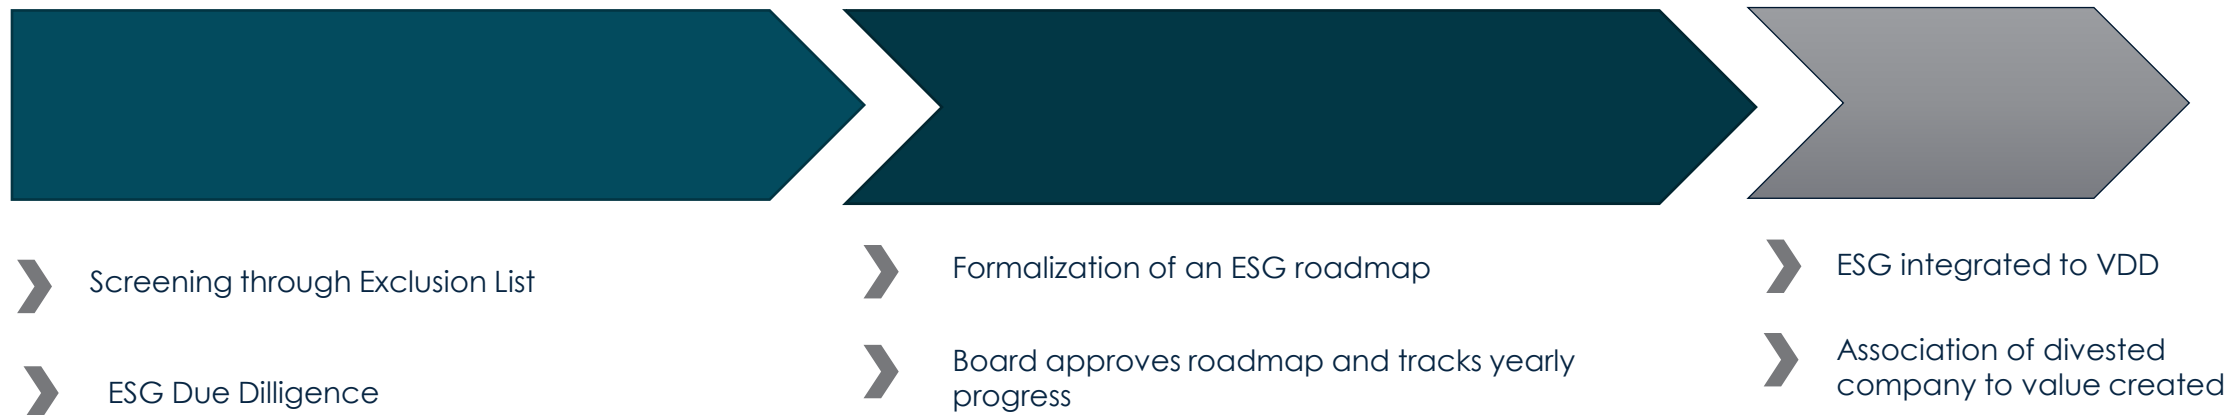 Screening through Exclusion List
ESG Due Dilligence
Formalization of an ESG roadmap
Board approves roadmap and tracks yearly
progress
ESG integrated to VDD
Association of divested
company to value created